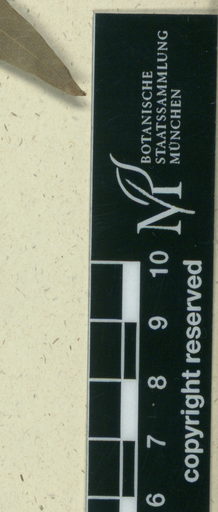 BOTANISCHE
STAATSSAMMLUNG
MÜNCHEN
10
9
8
7
6
copyright reserved